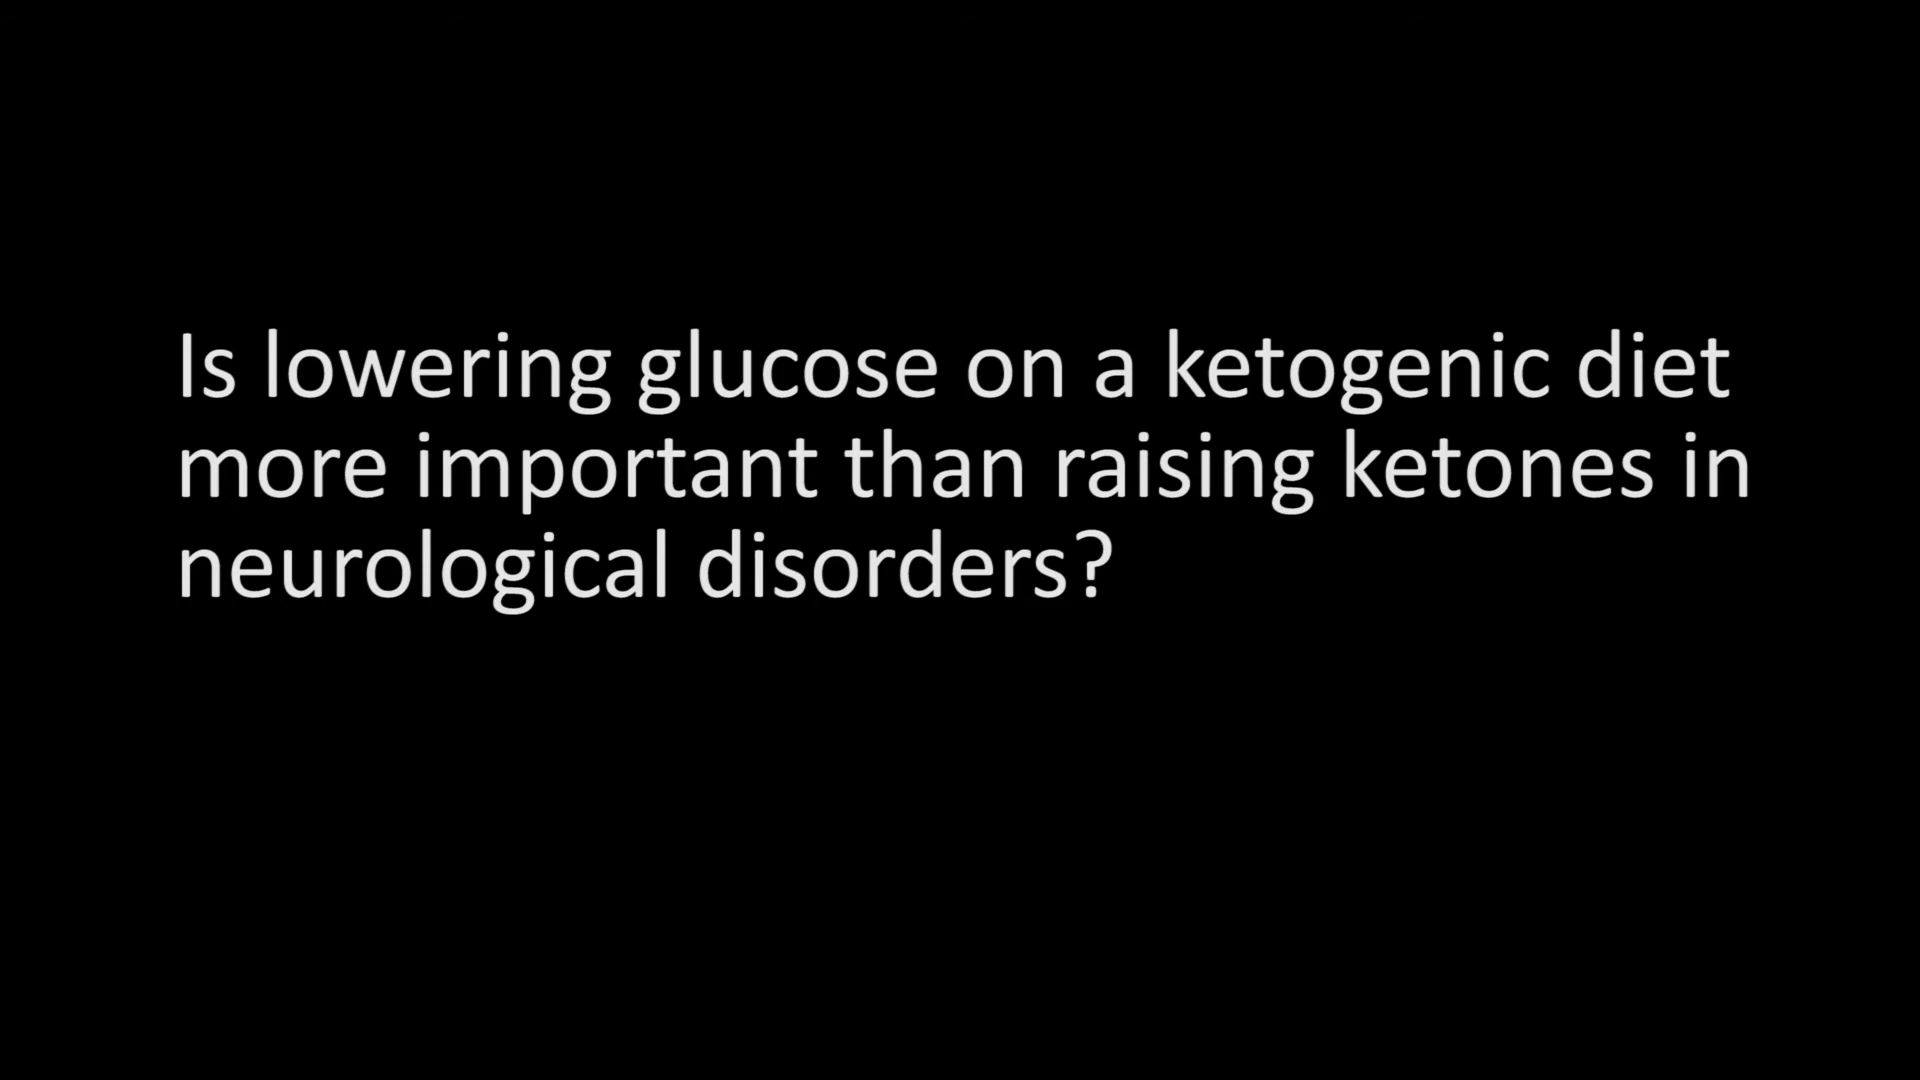 Is lowering glucose on a ketogenic diet
more important than raising ketones in
neurological disorders?